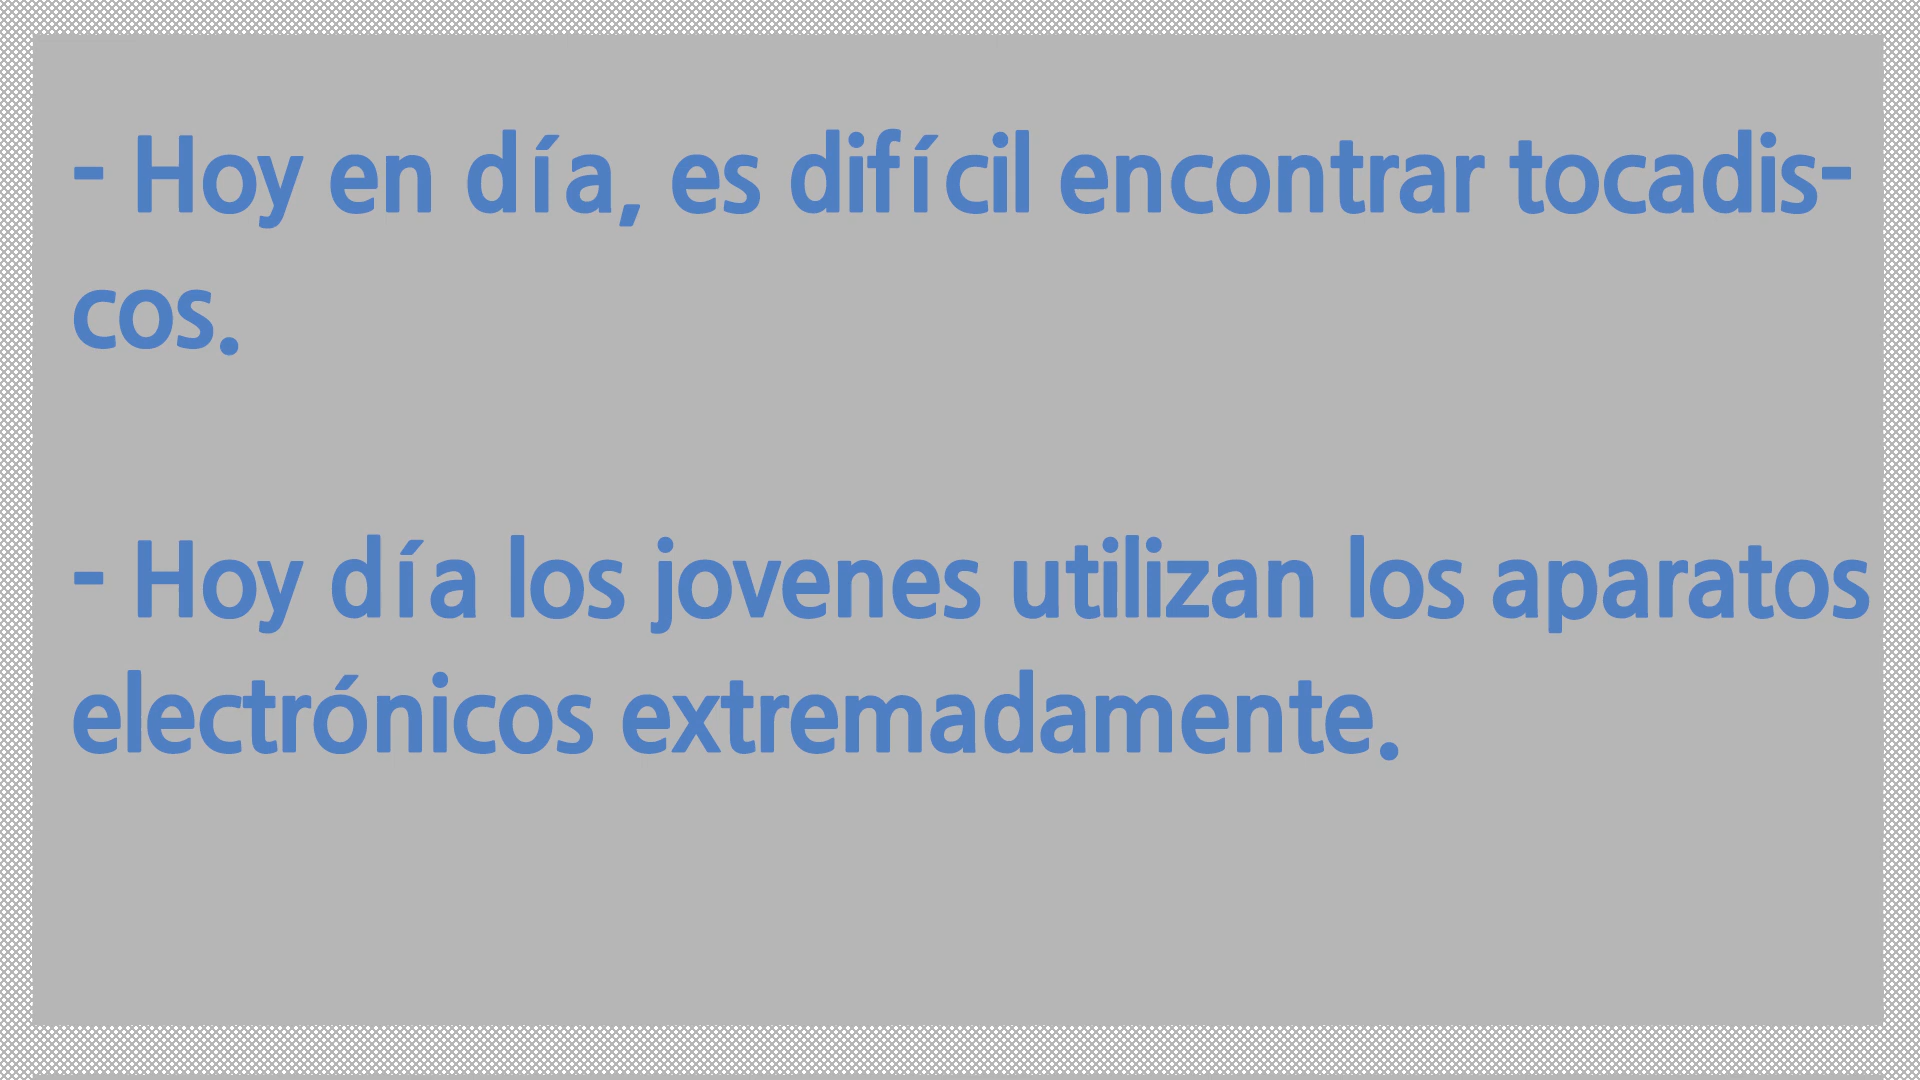 - Hoy en día, es difícil encontrar tocadis-
cos.
- Hoy día los jovenes utilizan los aparatos
electrónicos extremadamente.